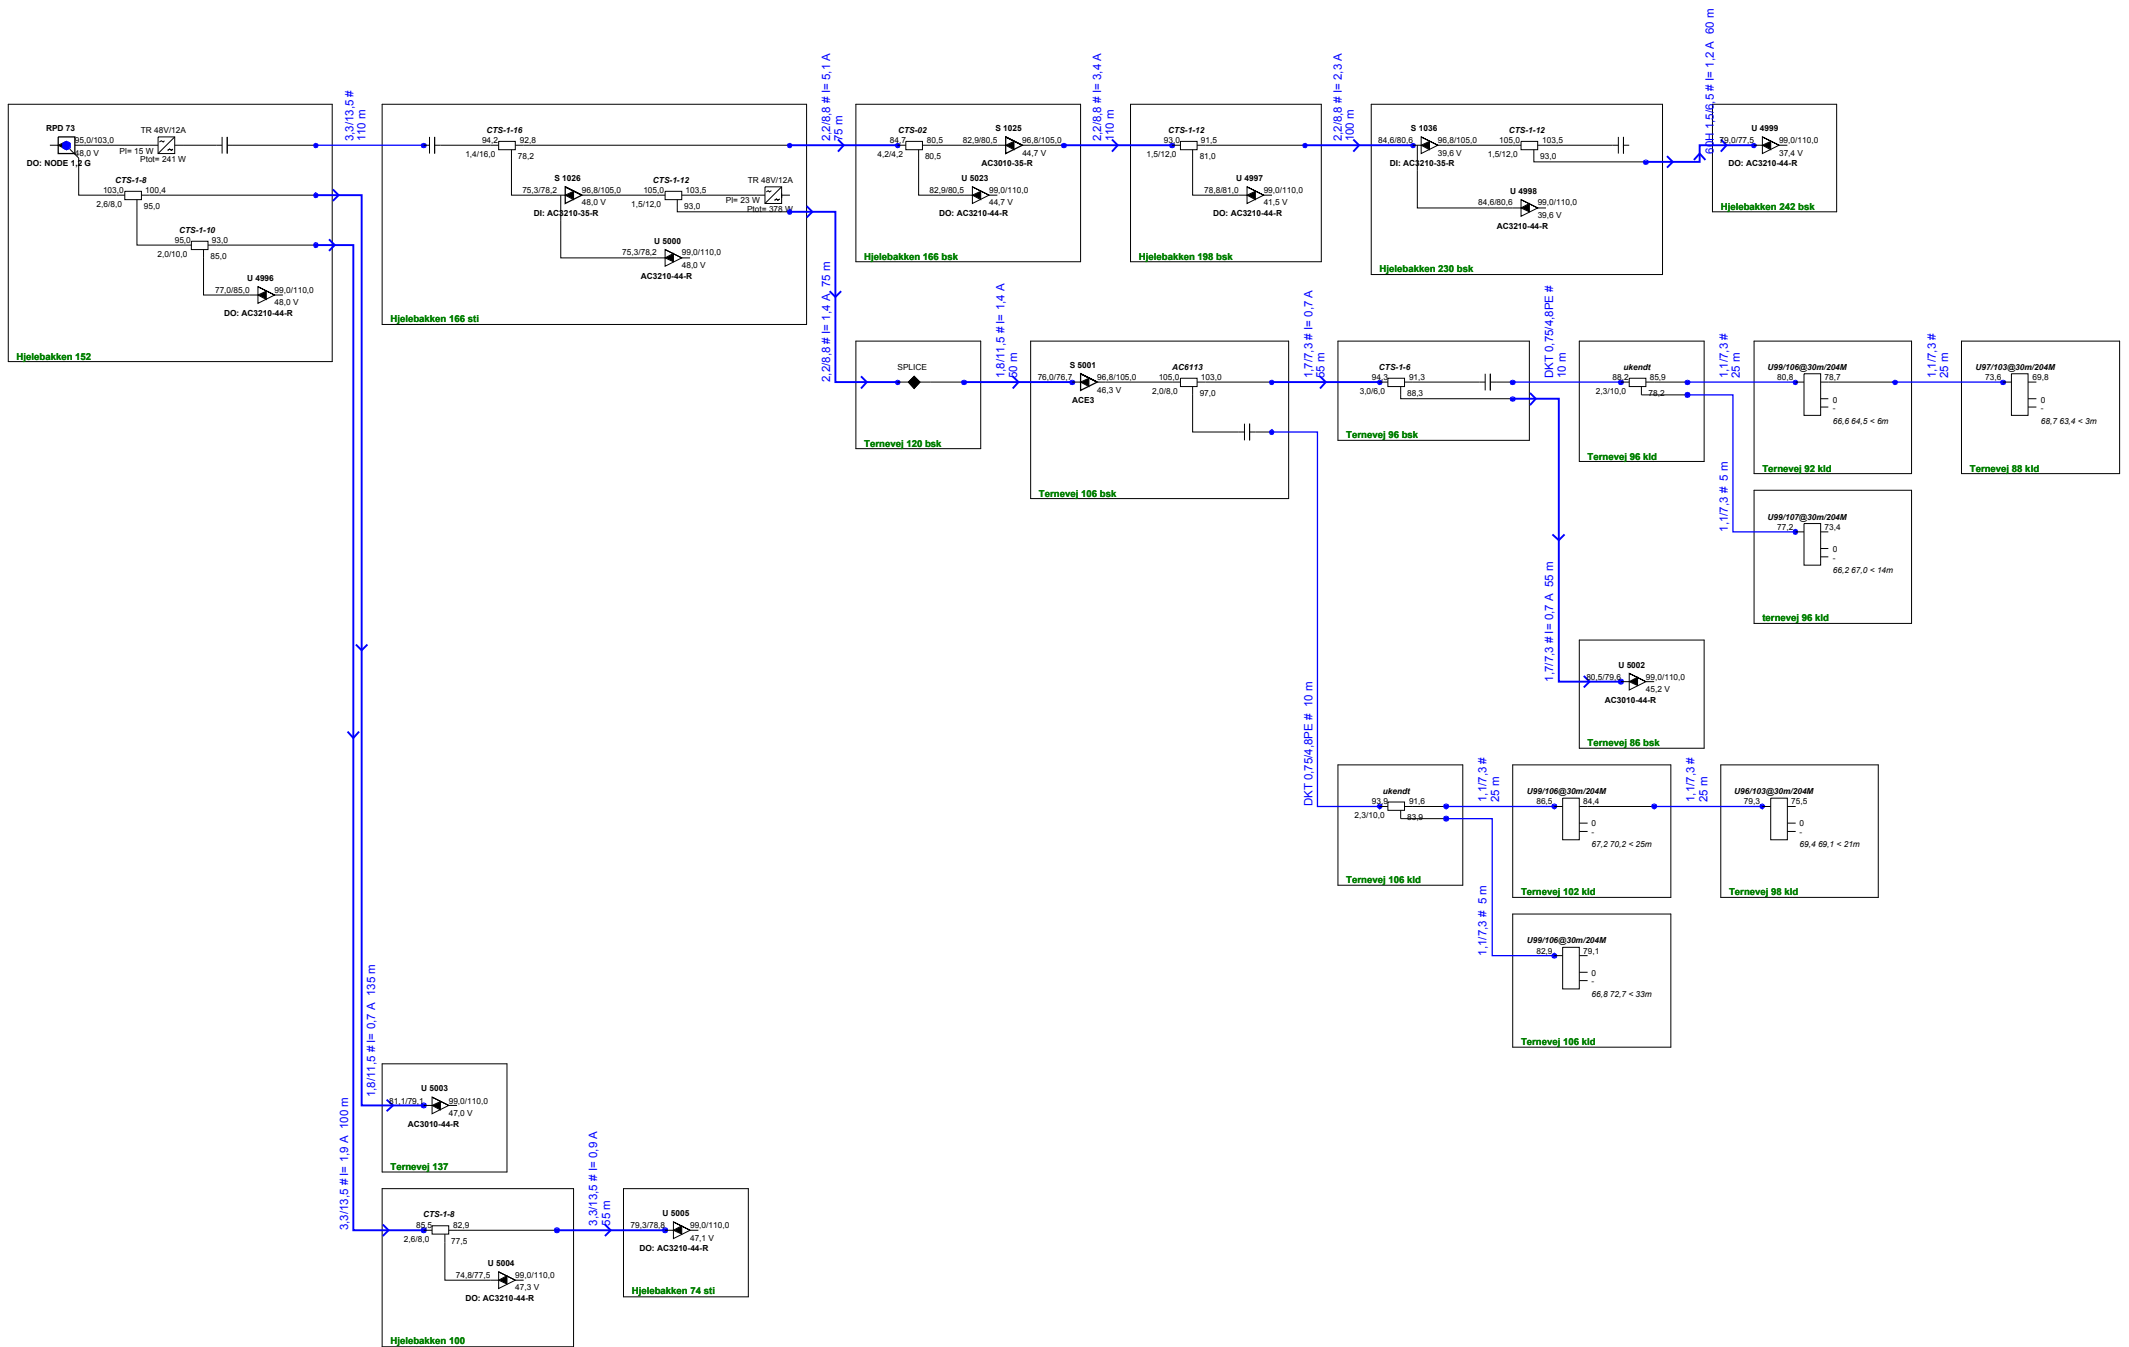 RPD 73
95,0/103,0
48,0 V
DO: NODE 1,2 G
TR 48V/12A
PI= 15 W
Ptot= 241 W
CTS-1-8
103,0
100,4
2,6/8,0
95,0
CTS-1-10
95,0
93,0
2,0/10,0
85,0
U 4996
77,0/85,0
99,0/110,0
48,0 V
DO: AC3210-44-R
Hjelebakken 152
3,3/13,5 #
110 m
CTS-1-16
94,2
92,8
1,4/16,0
78,2
S 1026
75,3/78,2
96,8/105,0
48,0 V
DI: AC3210-35-R
CTS-1-12
105,0
103,5
1,5/12,0
93,0
TR 48V/12A
PI= 23 W
Ptot= 378 W
U 5000
75,3/78,2
99,0/110,0
48,0 V
AC3210-44-R
Hjelebakken 166 sti
2,2/8,8 # I= 5,1 A
75 m
CTS-02
84,7
80,5
4,2/4,2
80,5
S 1025
82,9/80,5
96,8/105,0
44,7 V
AC3010-35-R
U 5023
82,9/80,5
99,0/110,0
44,7 V
DO: AC3210-44-R
Hjelebakken 166 bsk
2,2/8,8 # I= 3,4 A
110 m
CTS-1-12
93,0
91,5
1,5/12,0
81,0
U 4997
78,8/81,0
99,0/110,0
41,5 V
DO: AC3210-44-R
Hjelebakken 198 bsk
2,2/8,8 # I= 2,3 A
100 m
S 1036
84,6/80,6
96,8/105,0
39,6 V
DI: AC3210-35-R
CTS-1-12
105,0
103,5
1,5/12,0
93,0
U 4998
84,6/80,6
99,0/110,0
39,6 V
AC3210-44-R
Hjelebakken 230 bsk
1,5/6,5 # I= 1,2 A 60 m
U 4999
79,0/77,5
99,0/110,0
37,4 V
DO: AC3210-44-R
Hjelebakken 242 bsk
2,2/8,8 # I= 1,4 A 75 m
SPLICE
Ternevej 120 bsk
1,8/11,5 # I= 1,4 A
60 m
S 5001
76,0/76,7
96,8/105,0
46,3 V
ACE3
AC6113
105,0
103,0
2,0/8,0
97,0
Ternevej 106 bsk
1,7/7,3 # I= 0,7 A
55 m
CTS-1-6
94,3
91,3
3,0/6,0
88,3
Ternevej 96 bsk
DKT 0,75/4,8PE #
10 m
ukendt
88,2
85,9
2,3/10,0
78,2
Ternevej 96 kld
1,1/7,3 #
25 m
U99/106@30m/204M
80,8
78,7
0
-
66,6 64,5 < 6m
Ternevej 92 kld
1,1/7,3 #
25 m
U97/103@30m/204M
73,6
69,8
0
-
68,7 63,4 < 3m
Ternevej 88 kld
1,1/7,3 # 5 m
U99/107@30m/204M
77,2
73,4
0
-
66,2 67,0 < 14m
ternevej 96 kld
1,7/7,3 # I= 0,7 A 55 m
U 5002
80,5/79,6
99,0/110,0
45,2 V
AC3010-44-R
Ternevej 86 bsk
DKT 0,75/4,8PE # 10 m
ukendt
93,9
91,6
2,3/10,0
83,9
Ternevej 106 kld
1,1/7,3 #
25 m
U99/106@30m/204M
86,5
84,4
0
-
67,2 70,2 < 25m
Ternevej 102 kld
1,1/7,3 #
25 m
U96/103@30m/204M
79,3
75,5
0
-
69,4 69,1 < 21m
Ternevej 98 kld
1,1/7,3 # 5 m
U99/106@30m/204M
82,9
79,1
0
-
66,8 72,7 < 33m
Ternevej 106 kld
1,8/11,5 # I= 0,7 A 135 m
U 5003
81,1/79,1
99,0/110,0
47,0 V
AC3010-44-R
Ternevej 137
3,3/13,5 # I= 1,9 A 100 m
CTS-1-8
85,5
82,9
2,6/8,0
77,5
U 5004
74,8/77,5
99,0/110,0
47,3 V
DO: AC3210-44-R
Hjelebakken 100
3,3/13,5 # I= 0,9 A
55 m
U 5005
79,3/78,8
99,0/110,0
47,1 V
DO: AC3210-44-R
Hjelebakken 74 sti